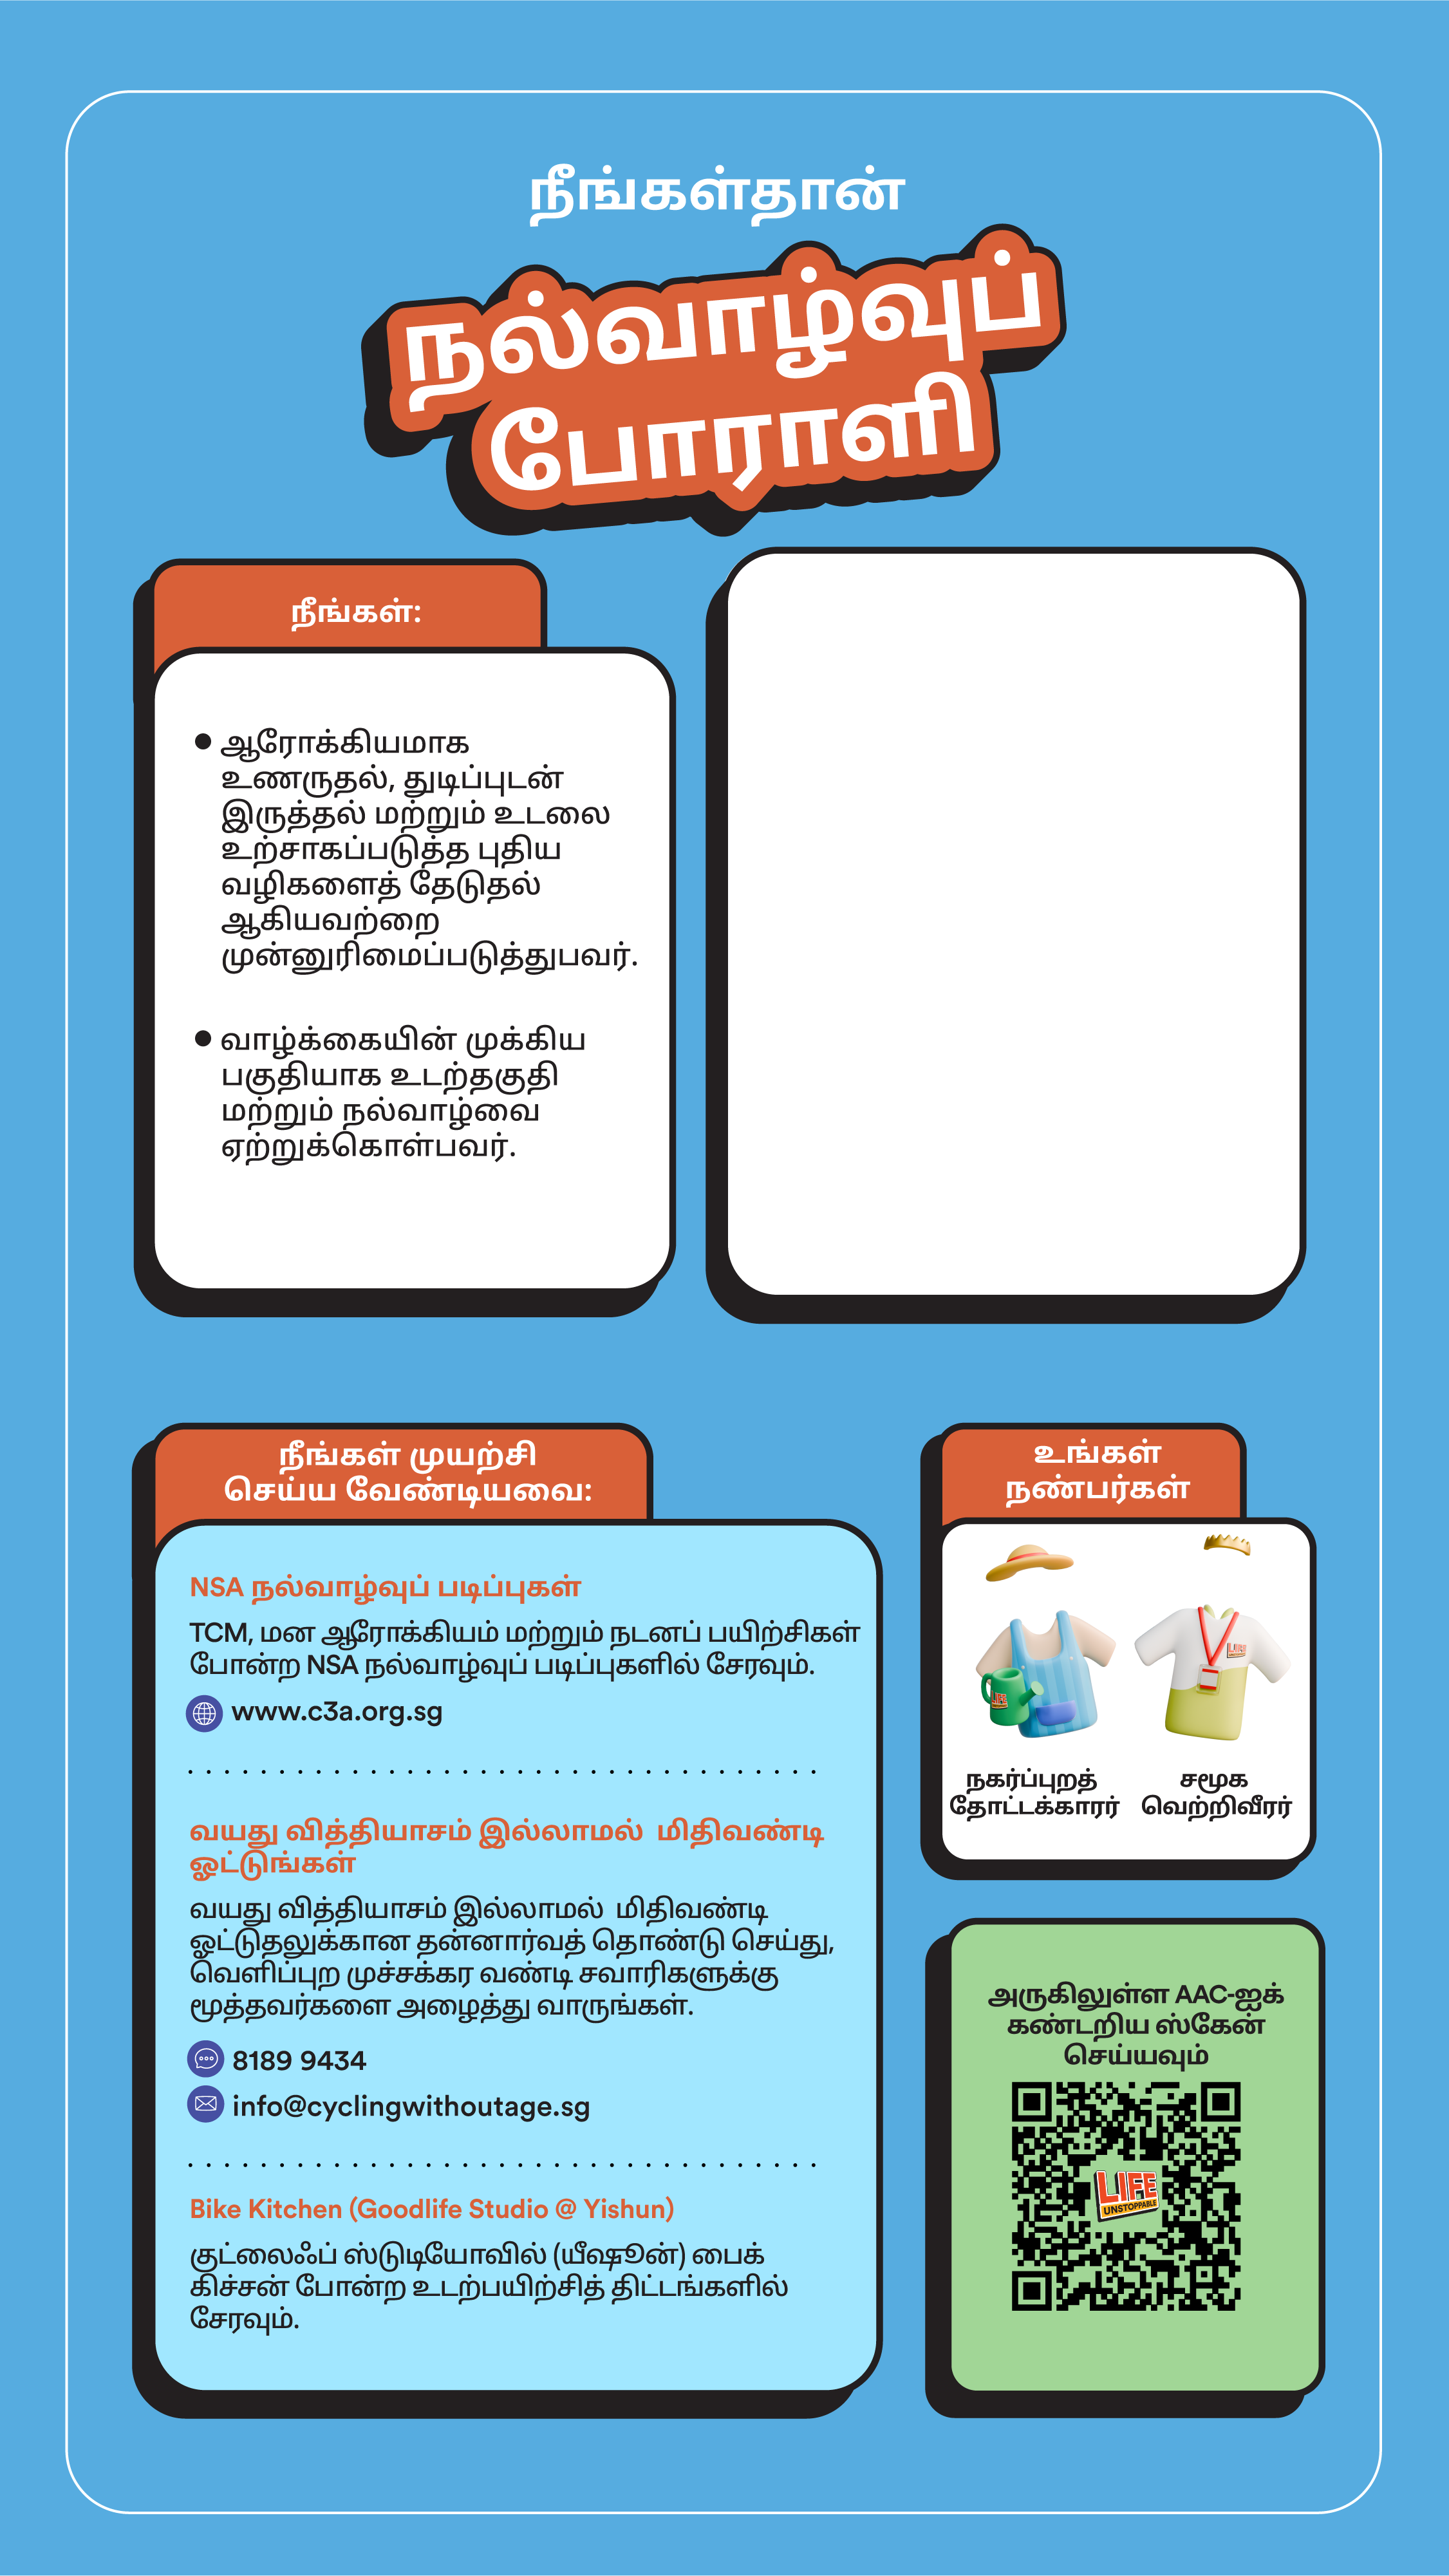 நீங்கள்தான்
நல்வாழ்வுப்
போராளி
நீங்கள்:
● ஆரோக்கியமாக
உணருதல், துடிப்புடன்
இருத்தல் மற்றும் உடலை
உற்சாகப்படுத்த புதிய
வழிகளைத் தேடுதல்
ஆகியவற்றை
முன்னுரிமைப்படுத்துபவர்.
● வாழ்க்கையின் முக்கிய
பகுதியாக உடற்தகுதி
மற்றும் நல்வாழ்வை
ஏற்றுக்கொள்பவர்.
நீங்கள் முயற்சி
செய்ய வேண்டியவை:
NSA நல்வாழ்வுப் படிப்புகள்
TCM, மன ஆரோக்கியம் மற்றும் நடனப் பயிற்சிகள்
போன்ற NSA நல்வாழ்வுப் படிப்புகளில் சேரவும்.
www.c3a.org.sg
வயது வித்தியாசம் இல்லாமல் மிதிவண்டி
ஓட்டுங்கள்
வயது வித்தியாசம் இல்லாமல் மிதிவண்டி
ஓட்டுதலுக்கான தன்னார்வத் தொண்டு செய்து,
வெளிப்புற முச்சக்கர வண்டி சவாரிகளுக்கு
மூத்தவர்களை அழைத்து வாருங்கள்.
8189 9434
info@cyclingwithoutage.sg
Bike Kitchen (Goodlife Studio @ Yishun)
குட்லைஃப் ஸ்டுடியோவில் (யீஷூன்) பைக்
கிச்சன் போன்ற உடற்பயிற்சித் திட்டங்களில்
சேரவும்.
உங்கள்
நண்பர்கள்
LIFE
LIFE
நகர்ப்புறத்
தோட்டக்காரர்
சமூக
வெற்றிவீரர்
அருகிலுள்ள AAC-ஐக்
கண்டறிய ஸ்கேன்
செய்யவும்
LIFE
UNSTOPPABLE